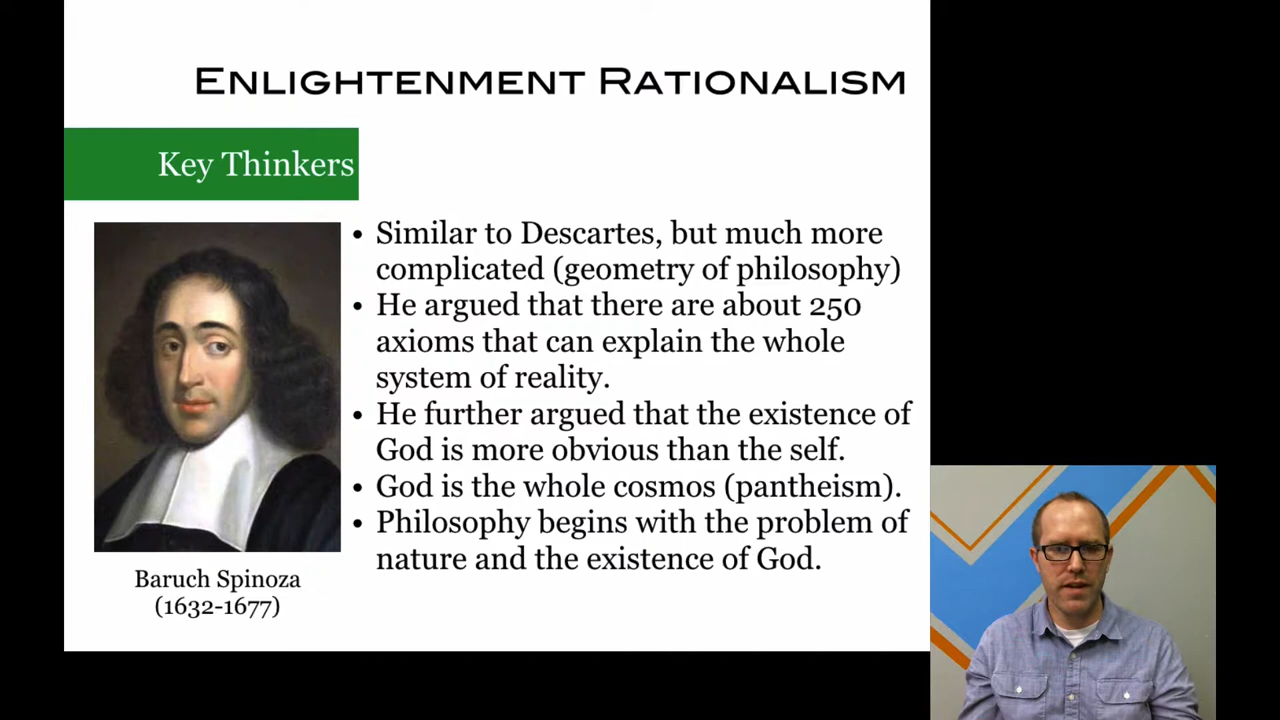 ENLIGHTENMENT RATIONALISM
Key Thinkers
• Similar to Descartes, but much more
complicated (geometry of philosophy)
• He argued that there are about 250
axioms that can explain the whole
system of reality.
• He further argued that the existence of
God is more obvious than the self.
• God is the whole cosmos (pantheism).
• Philosophy begins with the problem of
nature and the existence of God.
Baruch Spinoza
(1632-1677)